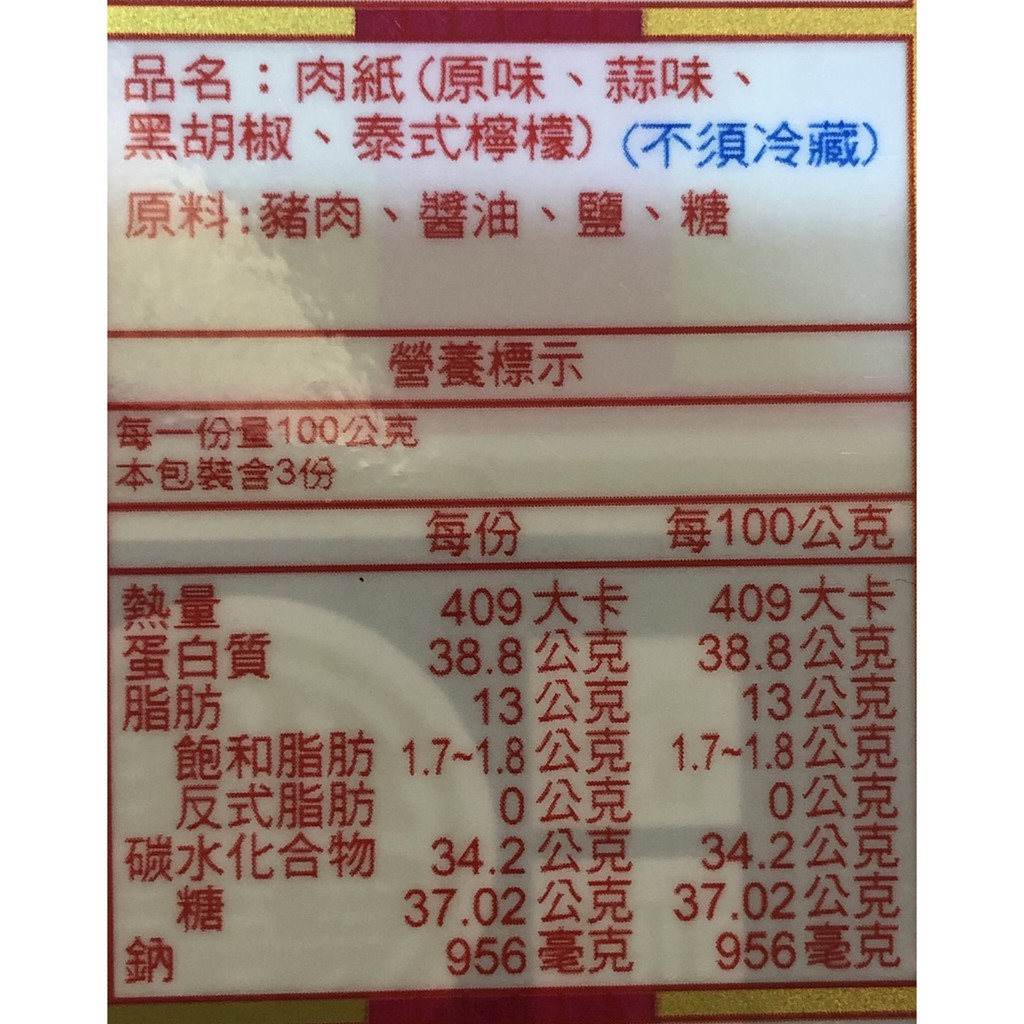 品名：肉紙(原味、蒜味、
黑胡椒、泰式檸檬) (不須冷藏)
原料:豬肉、醬油、鹽、糖
營養標示
每一份量100公克
本包裝含3份
每份 每100公克
熱量 409大卡 409大卡
蛋白質 38.8公克 38.8公克
脂肪 13公克 13公克
飽和脂肪 1.7~1.8公克 1.7~1.8公克
反式脂肪 0公克 0公克
碳水化合物 34.2公克 34.2公克
糖 37.02公克 37.02公克
鈉 956毫克 956毫克